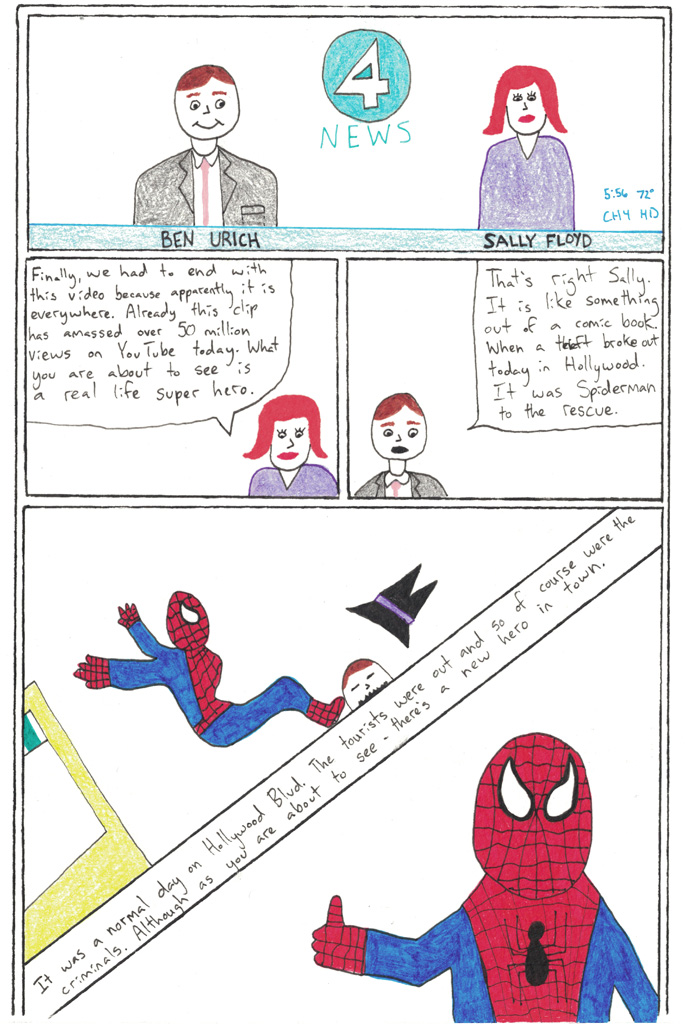 4
NEWS
5:56 72°
CH4 HD
BEN URICH
SALLY FLOYD
Finally, we had to end with
this video because apparently it is
everywhere. Already this clip
has amassed over 50 million
views on YouTube today. What
you are about to see is
a real life super hero.
That's right Sally.
It is like something
out of a comic book.
When a theft broke out
today in Hollywood.
It was Spiderman
to the rescue.
It was a normal day on Hollywood Blvd. The tourists were out and so of course were the
criminals. Although as you are about to see - there's a new hero in town.